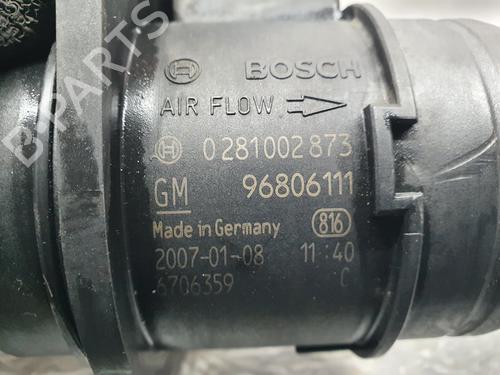 BOSCH
AIR FLOW
0 281 002 873
GM 96806111
Made in Germany 816
2007-01-08 11:40
6706359 C
B-PARTS